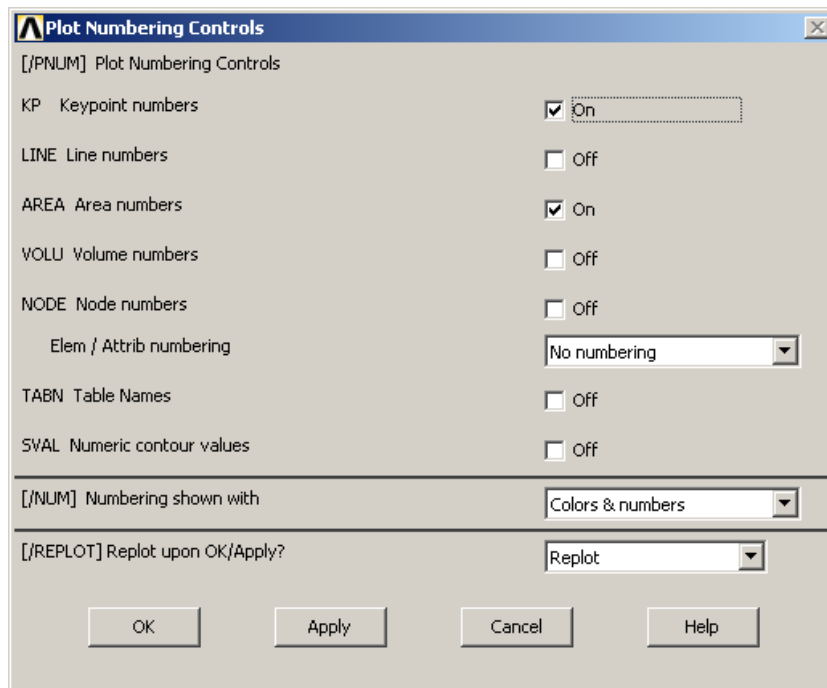 Plot Numbering Controls
[/PNUM] Plot Numbering Controls
KP Keypoint numbers On
LINE Line numbers Off
AREA Area numbers On
VOLU Volume numbers Off
NODE Node numbers Off
Elem / Attrib numbering No numbering
TABN Table Names Off
SVAL Numeric contour values Off
[/NUM] Numbering shown with Colors & numbers
[/REPLOT] Replot upon OK/Apply? Replot
OK Apply Cancel Help